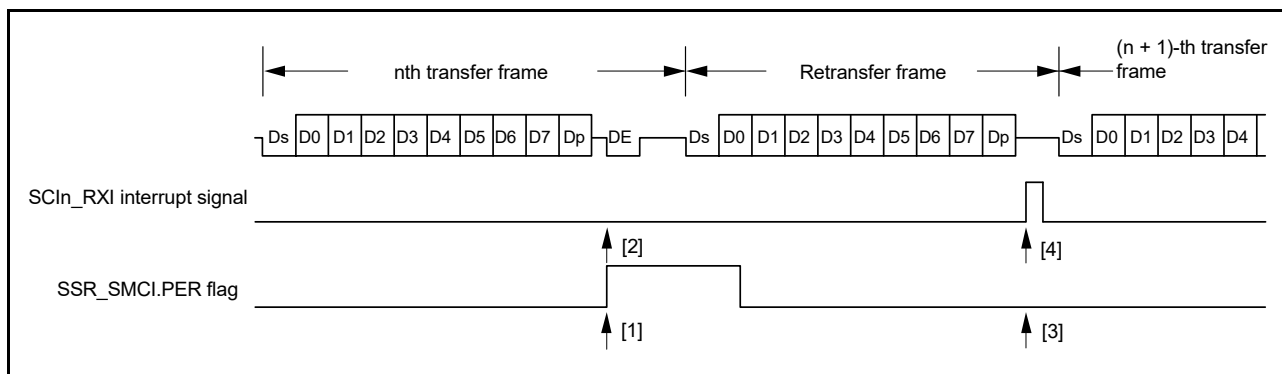 nth transfer frame
Retransfer frame
(n + 1)-th transfer
frame
Ds D0 D1 D2 D3 D4 D5 D6 D7 Dp DE Ds D0 D1 D2 D3 D4 D5 D6 D7 Dp Ds D0 D1 D2 D3 D4
SCIn_RXI interrupt signal
[2]
[4]
SSR_SMCI.PER flag
[1]
[3]